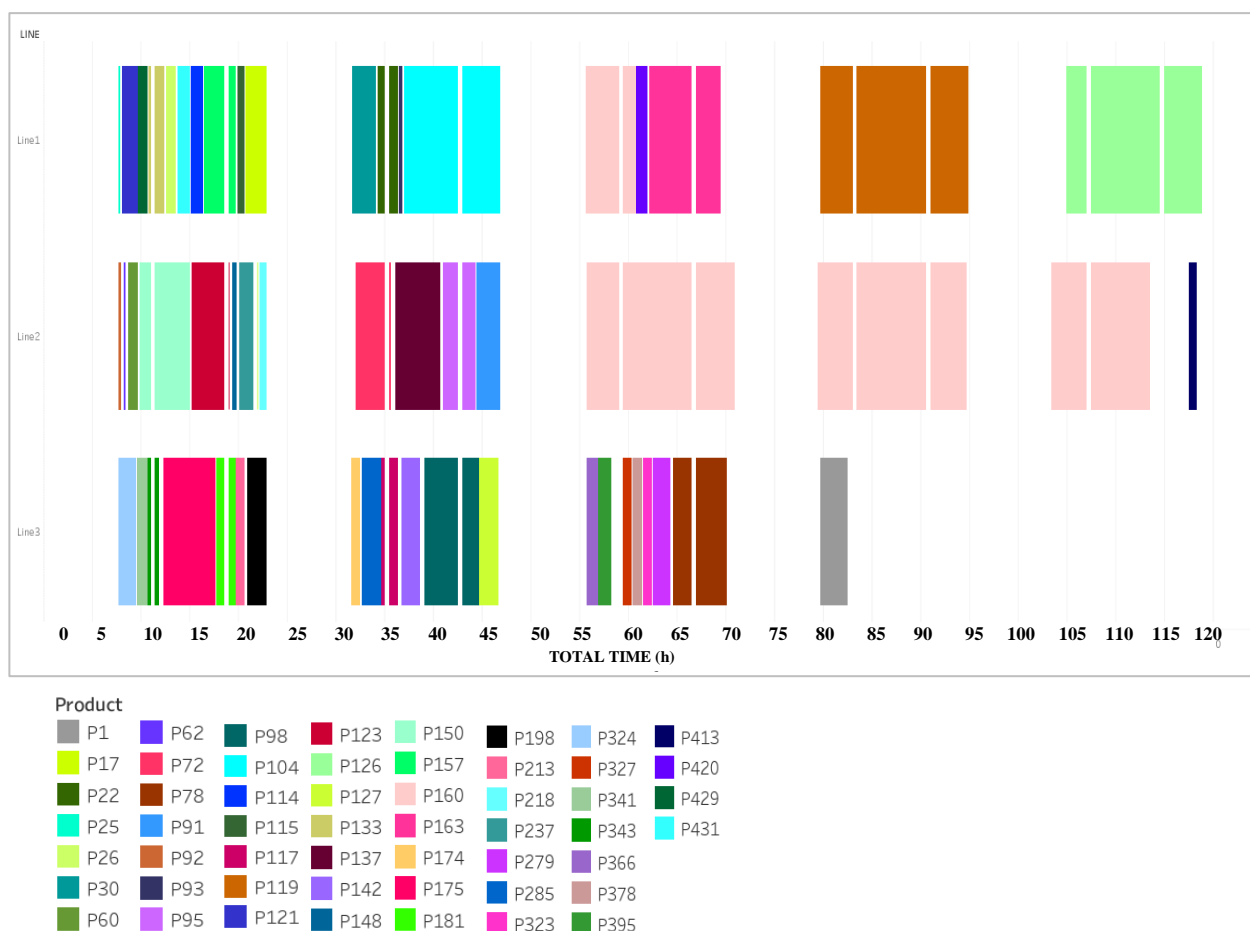 LINE
Line1
Line2
Line3
0 5 10 15 20 25 30 35 40 45 50 55 60 65 70 75 80 85 90 95 100 105 110 115 120
0
TOTAL TIME (h)
Product
P1 P62 P98 P123 P150 P198 P324 P413
P17 P72 P104 P126 P157 P213 P327 P420
P22 P78 P114 P127 P160 P218 P341 P429
P25 P91 P115 P133 P163 P237 P343 P431
P26 P92 P117 P137 P174 P279 P366
P30 P93 P119 P142 P175 P285 P378
P60 P95 P121 P148 P181 P323 P395